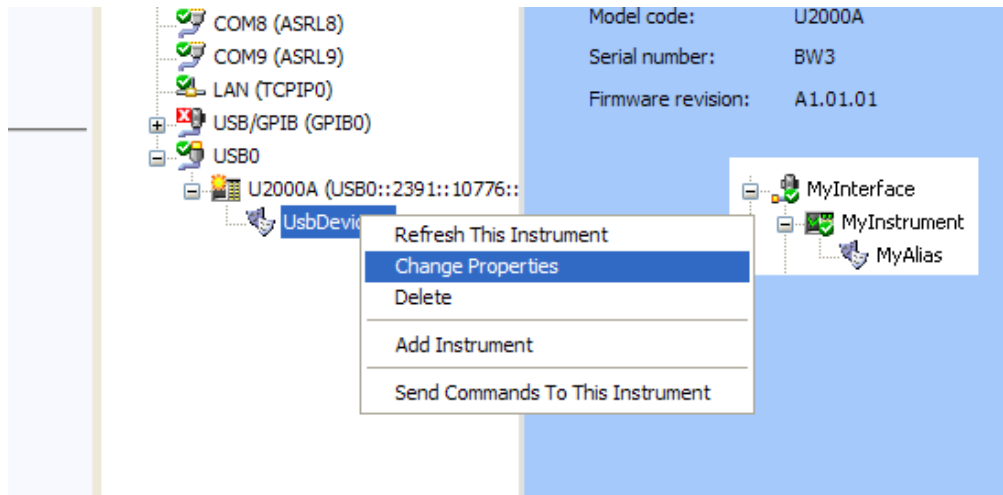 COM8 (ASRL8)
COM9 (ASRL9)
LAN (TCPIP0)
USB/GPIB (GPIB0)
USB0
U2000A (USB0::2391::10776::
Refresh This Instrument
Change Properties
Delete
Add Instrument
Send Commands To This Instrument
Model code: U2000A
Serial number: BW3
Firmware revision: A1.01.01
MyInterface
MyInstrument
MyAlias